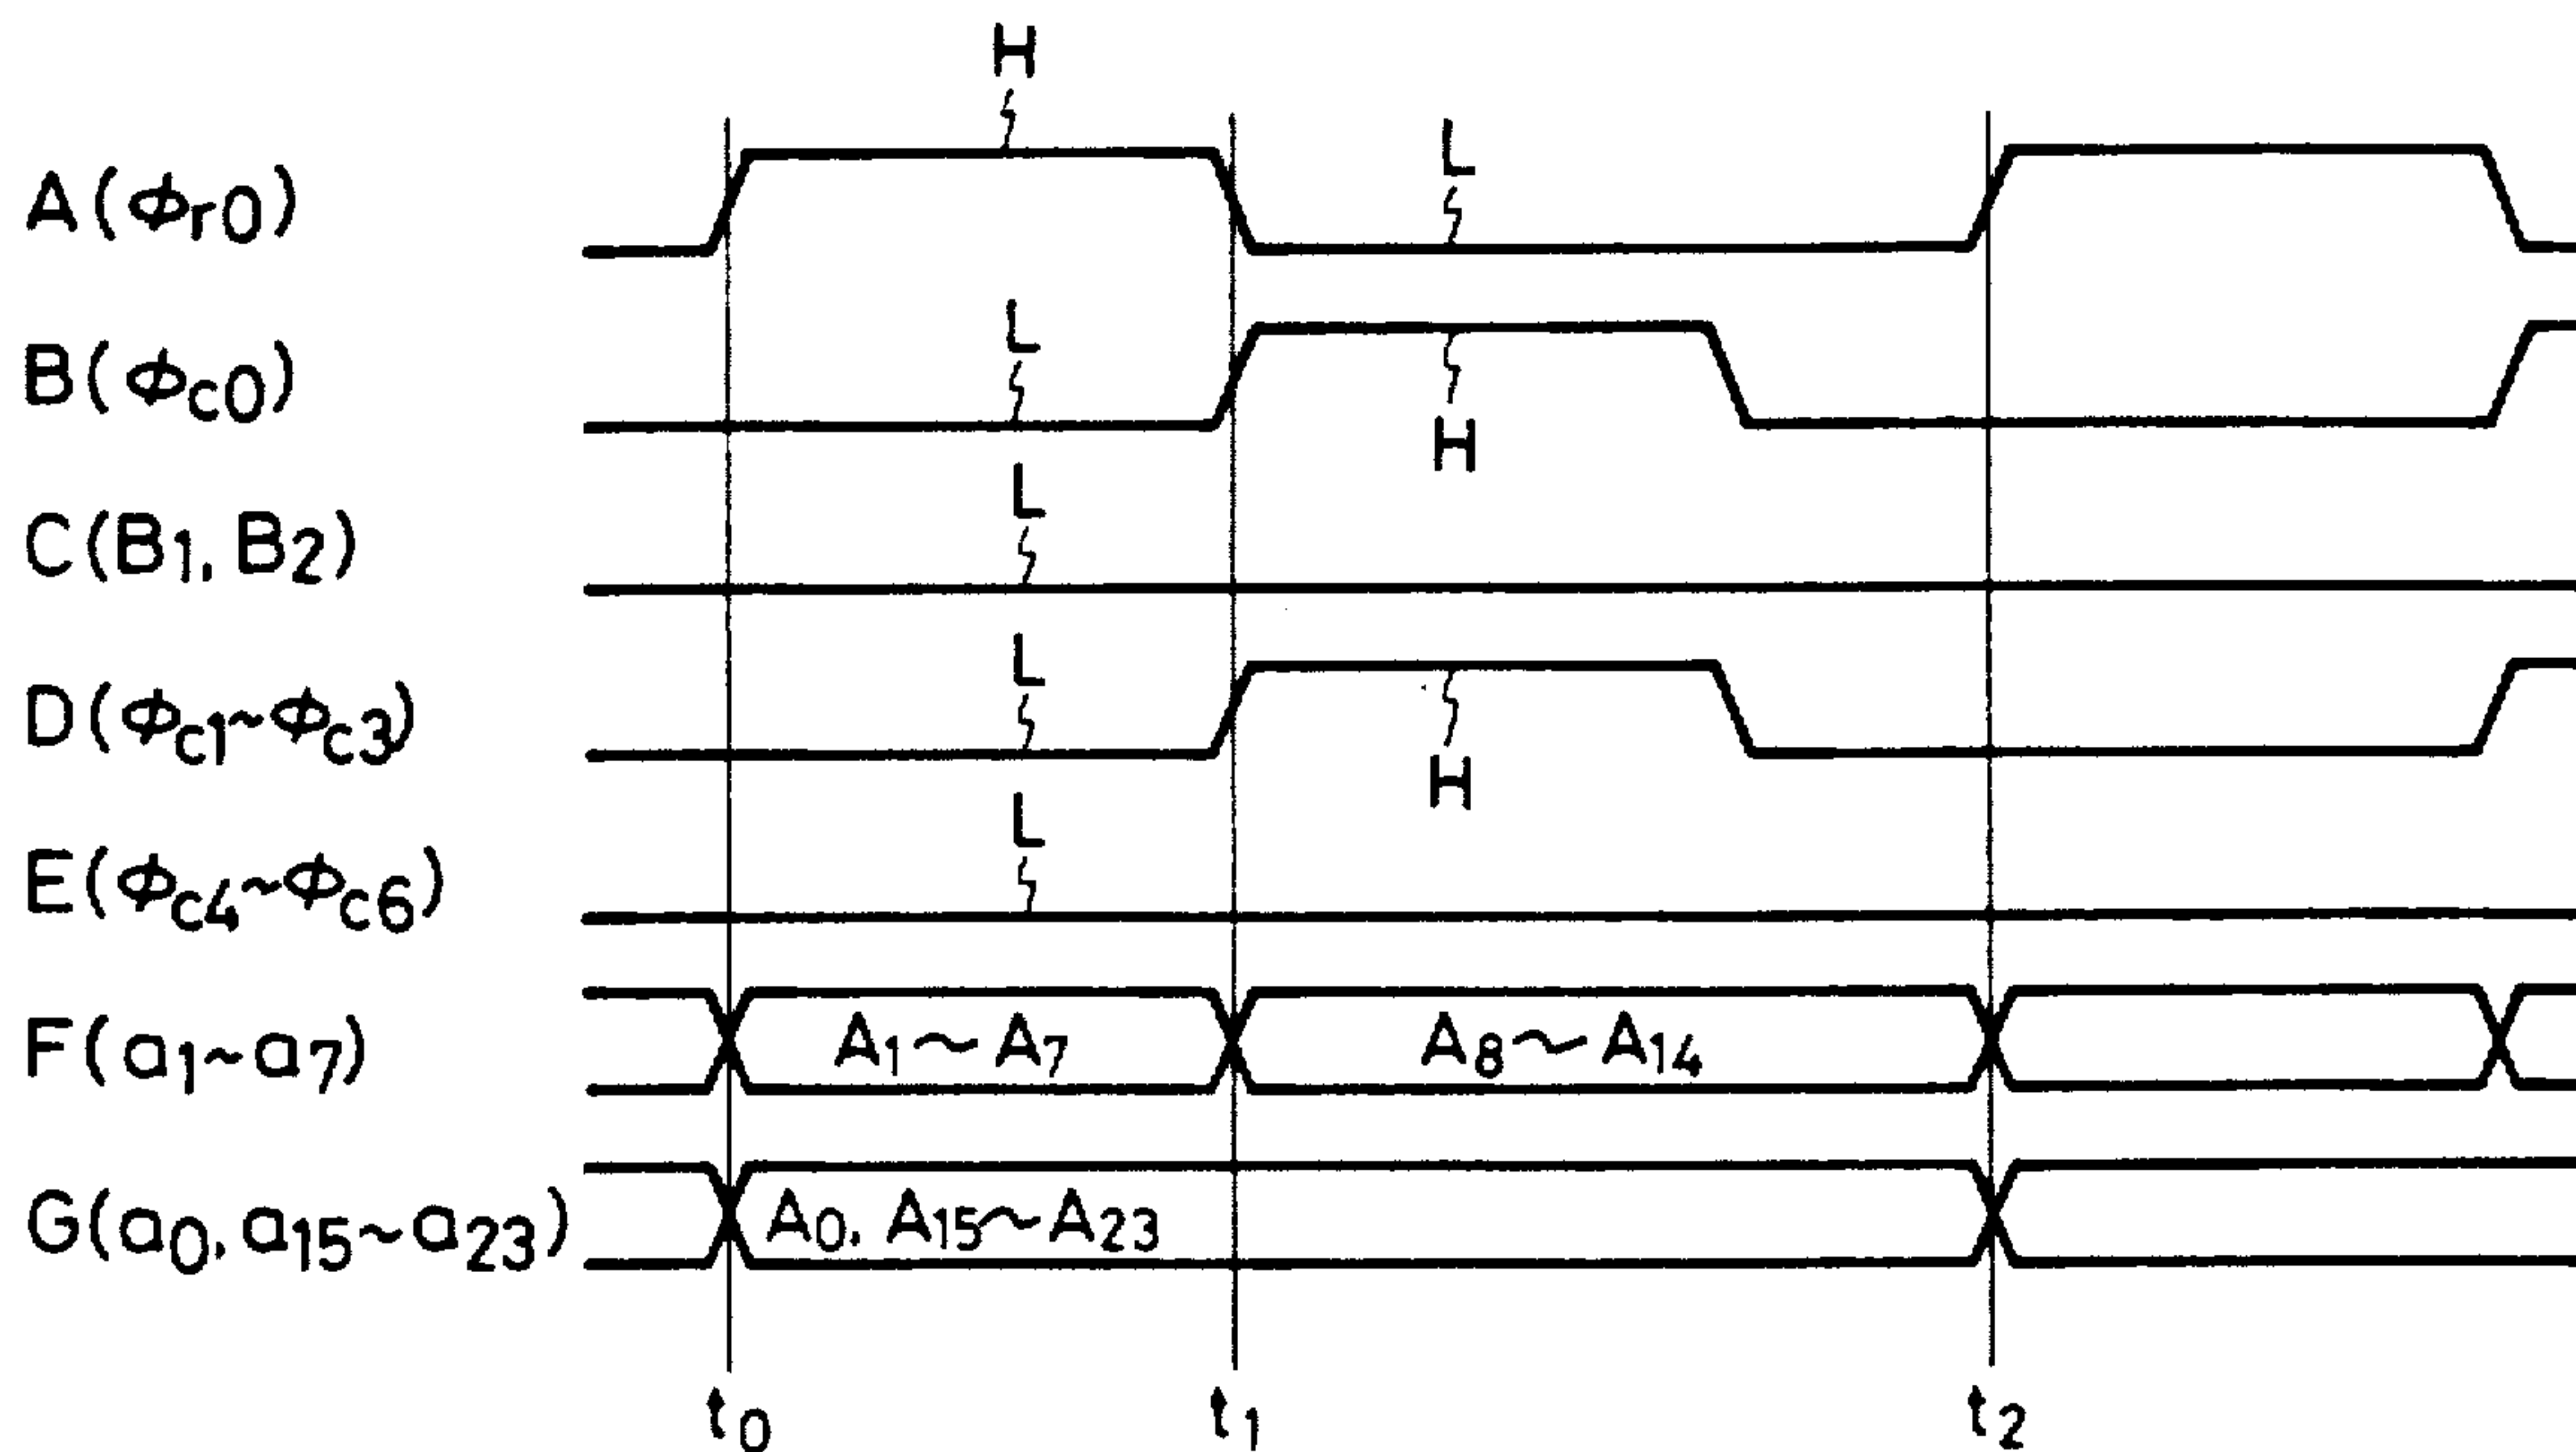 H
A(ϕr0) L
B(ϕc0) L H
C(B1, B2) L
D(ϕc1~ϕc3) L H
E(ϕc4~ϕc6) L
F(a1~a7) A1~A7 A8~A14
G(a0, a15~a23) A0, A15~A23
t0 t1 t2